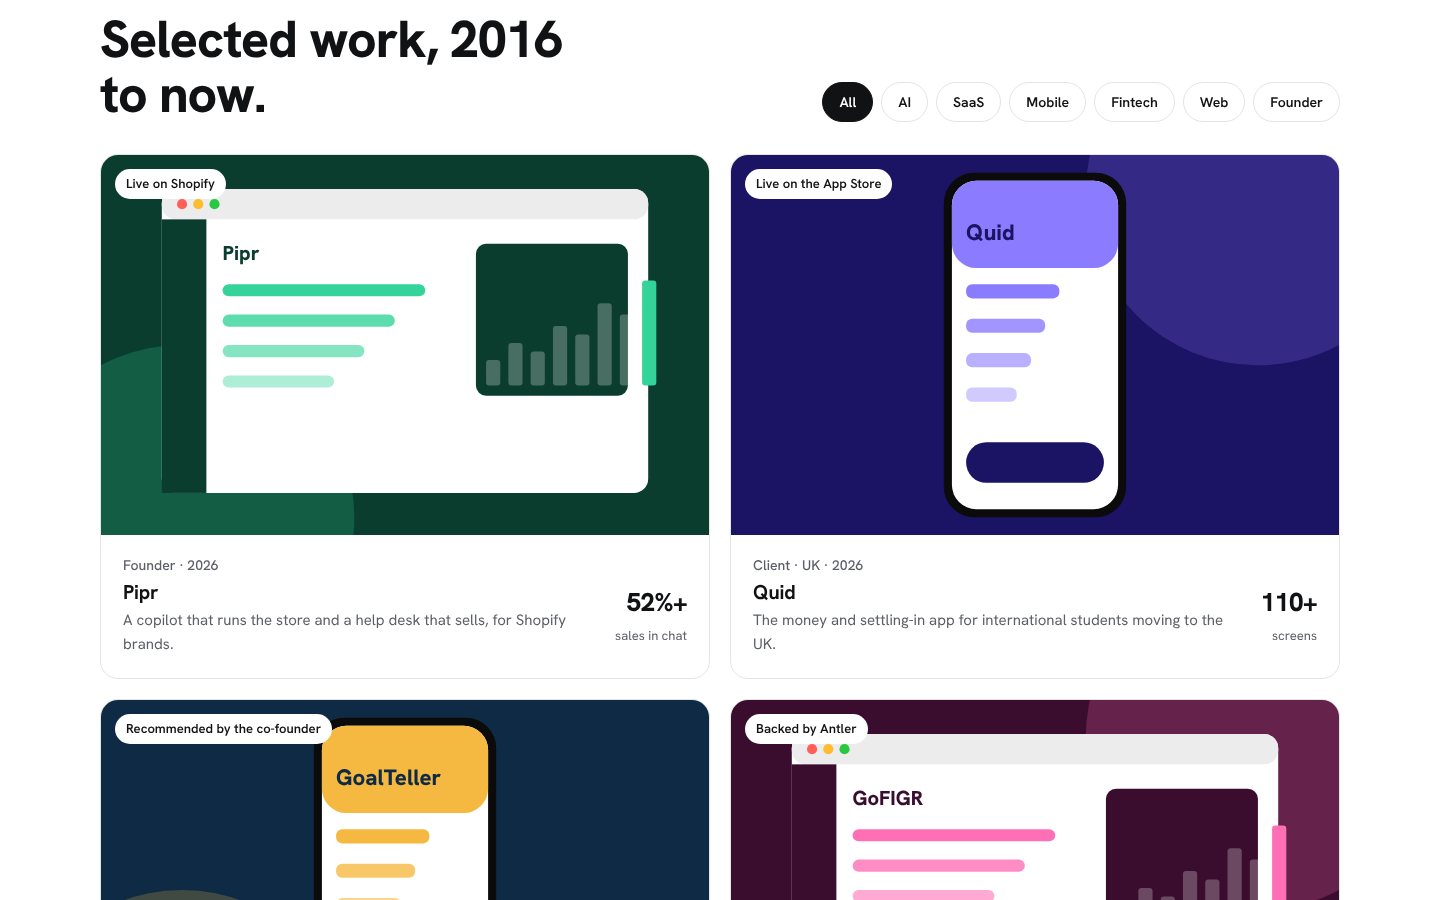 Selected work, 2016
to now.
All
AI
SaaS
Mobile
Fintech
Web
Founder
Live on Shopify
Pipr
Founder · 2026
Pipr
A copilot that runs the store and a help desk that sells, for Shopify
brands.
52%+
sales in chat
Live on the App Store
Quid
Client · UK · 2026
Quid
The money and settling-in app for international students moving to the
UK.
110+
screens
Recommended by the co-founder
GoalTeller
Backed by Antler
GoFIGR